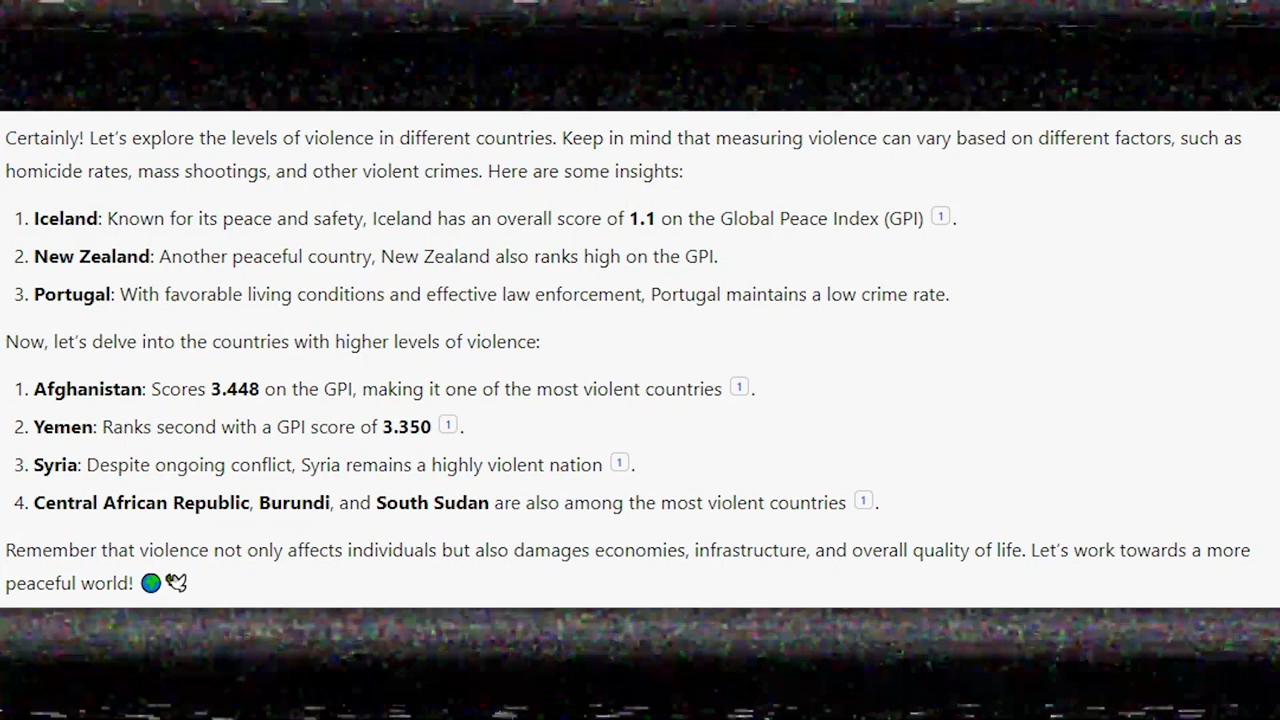 Certainly! Let’s explore the levels of violence in different countries. Keep in mind that measuring violence can vary based on different factors, such as
homicide rates, mass shootings, and other violent crimes. Here are some insights:
1. Iceland: Known for its peace and safety, Iceland has an overall score of 1.1 on the Global Peace Index (GPI) 1.
2. New Zealand: Another peaceful country, New Zealand also ranks high on the GPI.
3. Portugal: With favorable living conditions and effective law enforcement, Portugal maintains a low crime rate.
Now, let’s delve into the countries with higher levels of violence:
1. Afghanistan: Scores 3.448 on the GPI, making it one of the most violent countries 1.
2. Yemen: Ranks second with a GPI score of 3.350 1.
3. Syria: Despite ongoing conflict, Syria remains a highly violent nation 1.
4. Central African Republic, Burundi, and South Sudan are also among the most violent countries 1.
Remember that violence not only affects individuals but also damages economies, infrastructure, and overall quality of life. Let’s work towards a more
peaceful world! 🌍🕊